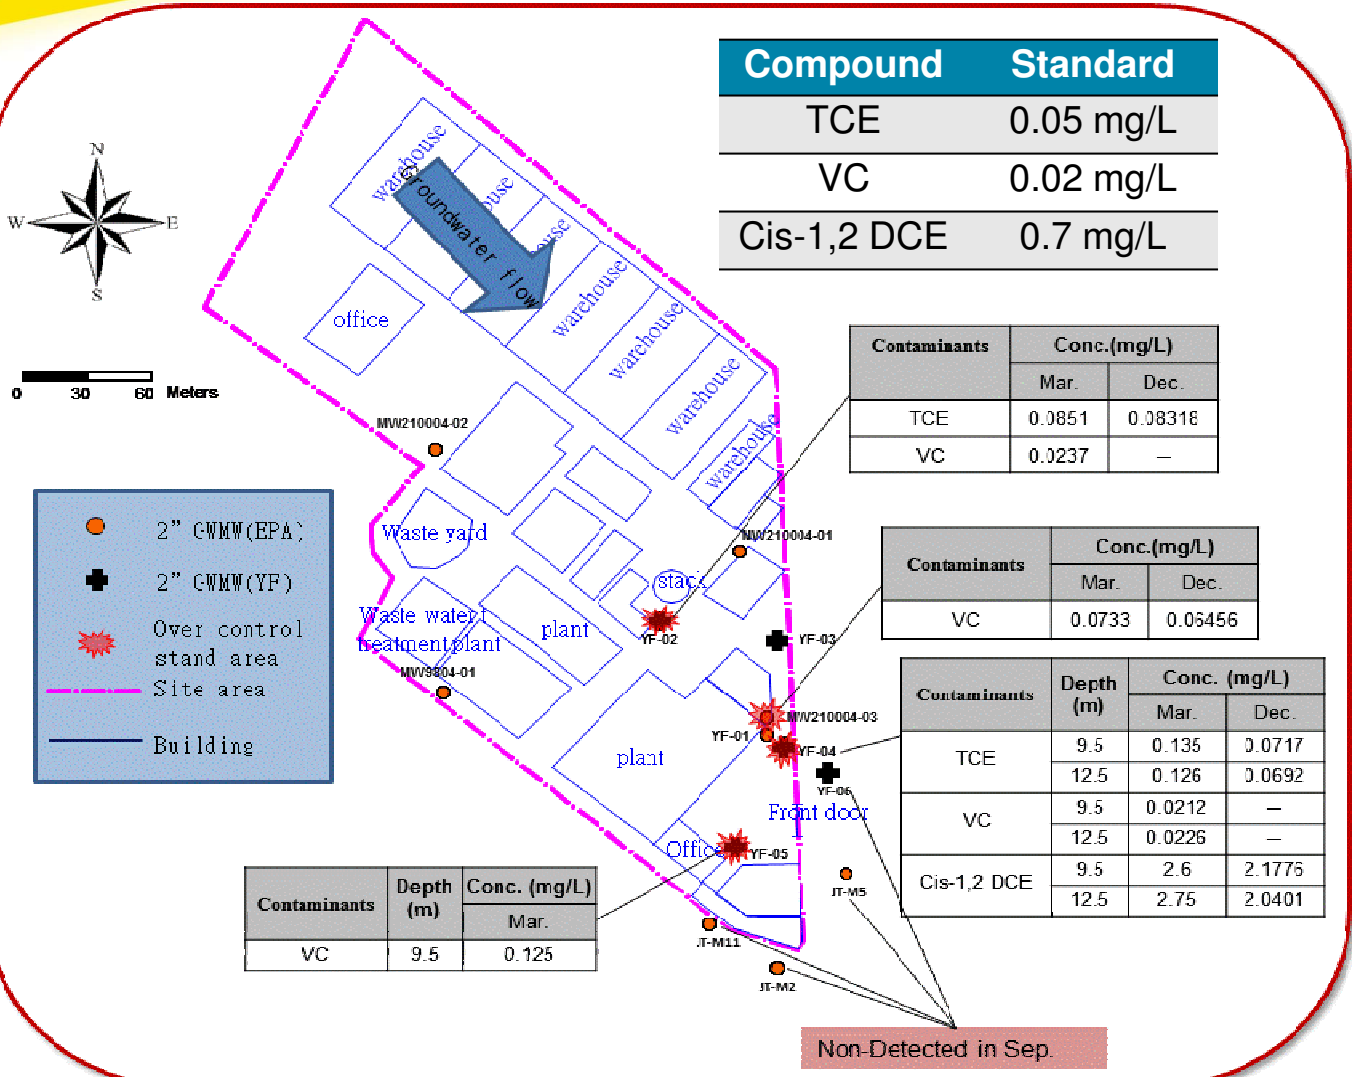 Compound Standard
TCE 0.05 mg/L
VC 0.02 mg/L
Cis-1,2 DCE 0.7 mg/L
N
W
E
S
0 30 60 Meters
warehouse
warehouse
warehouse
warehouse
warehouse
Groundwater flow
office
MW210004-02
Waste yard
MW210004-01
stack
Waste water t
treatment plant
plant
YF-02
YF-03
MW9804-01
MW210004-03
YF-01
YF-04
plant
YF-06
Front door
Office
YF-05
JT-M5
JT-M11
JT-M2
2" GWMW(EPA)
2" GWMW(YF)
Over control
stand area
Site area
Building
Contaminants Conc.(mg/L)
Mar. Dec.
TCE 0.0851 0.08318
VC 0.0237 —
Contaminants Conc.(mg/L)
Mar. Dec.
VC 0.0733 0.06456
Contaminants Depth (m) Conc. (mg/L)
Mar. Dec.
TCE 9.5 0.135 0.0717
12.5 0.126 0.0692
VC 9.5 0.0212 —
12.5 0.0226 —
Cis-1,2 DCE 9.5 2.6 2.1776
12.5 2.75 2.0401
Contaminants Depth (m) Conc. (mg/L)
Mar.
VC 9.5 0.125
Non-Detected in Sep.